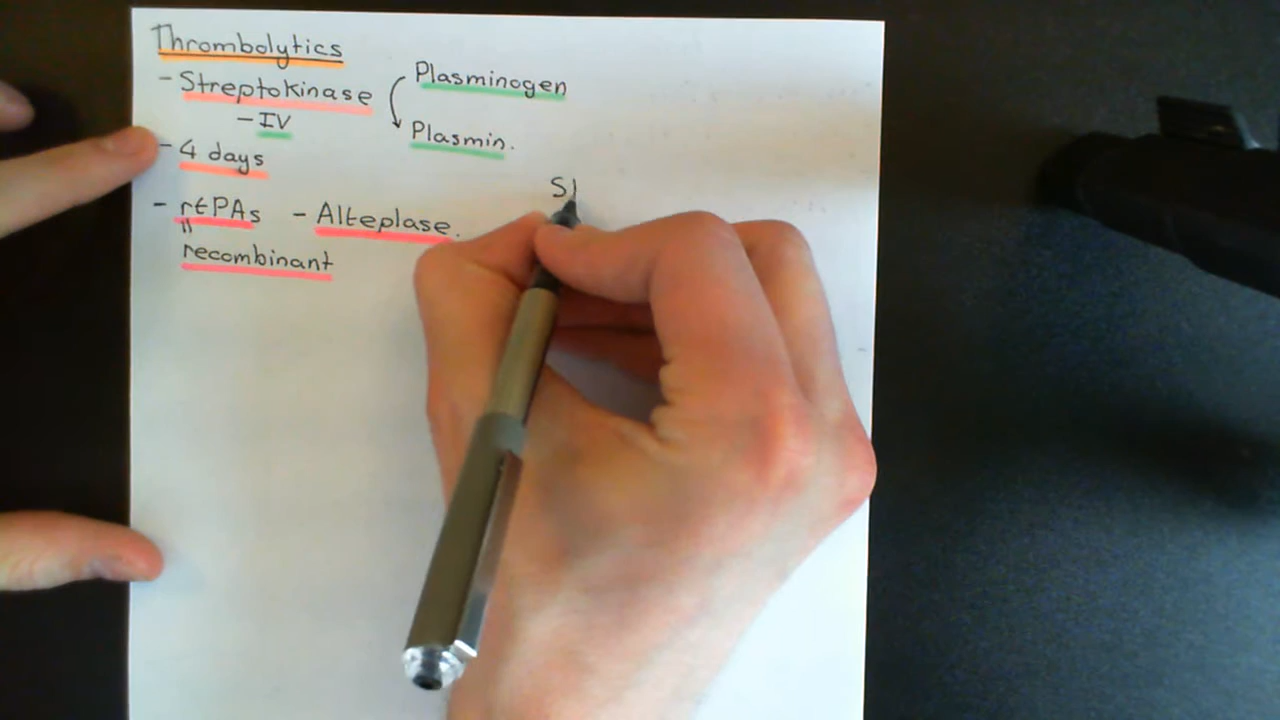 Thrombolytics
- Streptokinase
- IV
Plasminogen
Plasmin.
- 4 days
- rtPAs - Alteplase.
"
recombinant